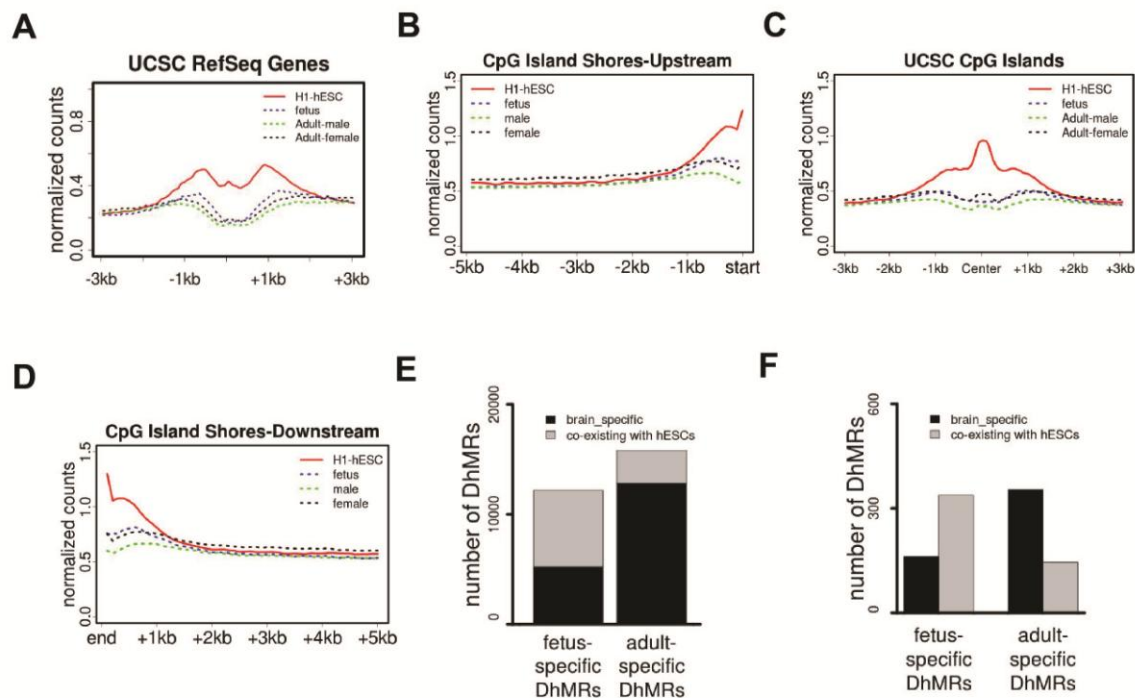 A
UCSC RefSeq Genes
normalized counts
0.0 0.4 0.8
H1-hESC
fetus
Adult-male
Adult-female
-3kb -1kb +1kb +3kb
B
CpG Island Shores-Upstream
normalized counts
0.0 0.5 1.0 1.5
H1-hESC
fetus
male
female
-5kb -4kb -3kb -2kb -1kb start
C
UCSC CpG Islands
normalized counts
0.0 0.5 1.0 1.5
H1-hESC
fetus
Adult-male
Adult-female
-3kb -2kb -1kb Center +1kb +2kb +3kb
D
CpG Island Shores-Downstream
normalized counts
0.0 0.5 1.0 1.5
H1-hESC
fetus
male
female
end +1kb +2kb +3kb +4kb +5kb
E
number of DhMRs
0 10000 20000
brain_specific
co-existing with hESCs
fetus-
specific
DhMRs
adult-
specific
DhMRs
F
number of DhMRs
0 300 600
brain_specific
co-existing with hESCs
fetus-
specific
DhMRs
adult-
specific
DhMRs